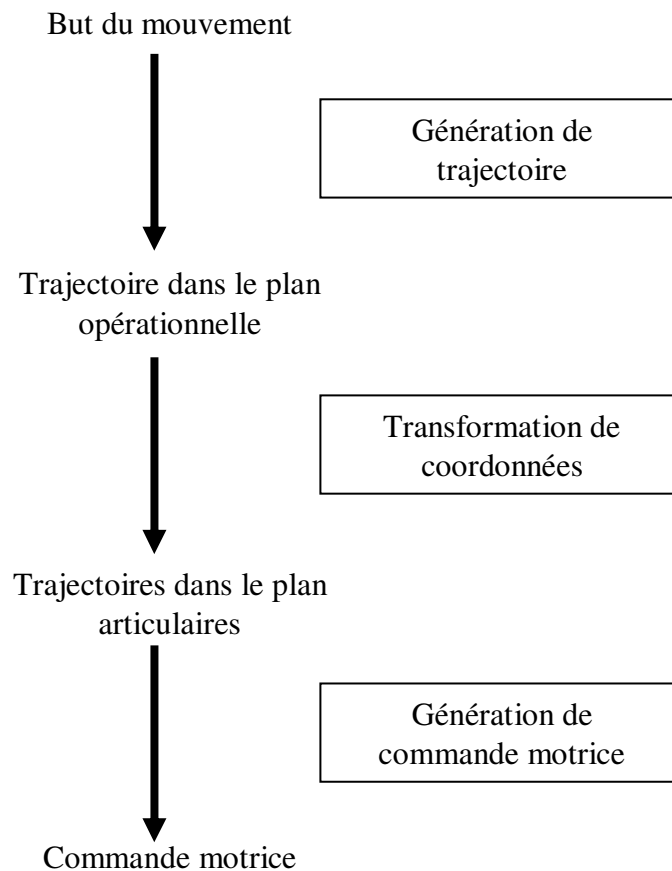 But du mouvement
Génération de
trajectoire
Trajectoire dans le plan
opérationnelle
Transformation de
coordonnées
Trajectoires dans le plan
articulaires
Génération de
commande motrice
Commande motrice